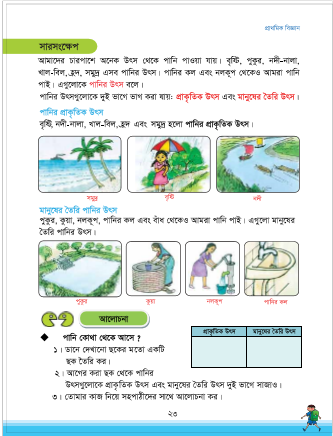 প্রাথমিক বিজ্ঞান
সারসংক্ষেপ
আমাদের চারপাশে অনেক উৎস থেকে পানি পাওয়া যায়। বৃষ্টি, পুকুর, নদী-নালা,
খাল-বিল, হ্রদ, সমুদ্র এসব পানির উৎস। পানির কল এবং নলকূপ থেকেও আমরা পানি
পাই। এগুলোকে পানির উৎস বলে।
পানির উৎসগুলোকে দুই ভাগে ভাগ করা যায়: প্রাকৃতিক উৎস এবং মানুষের তৈরি উৎস।
পানির প্রাকৃতিক উৎস
বৃষ্টি, নদী-নালা, খাল-বিল, হ্রদ এবং সমুদ্র হলো পানির প্রাকৃতিক উৎস।
সমুদ্র
বৃষ্টি
নদী
মানুষের তৈরি পানির উৎস
পুকুর, কুয়া, নলকূপ, পানির কল এবং বাঁধ থেকেও আমরা পানি পাই। এগুলো মানুষের
তৈরি পানির উৎস।
পুকুর
কুয়া
নলকূপ
পানির কল
আলোচনা
◆ পানি কোথা থেকে আসে ?
প্রাকৃতিক উৎস মানুষের তৈরি উৎস
১। ডানে দেখানো ছকের মতো একটি
ছক তৈরি কর।
২। আগের করা ছক থেকে পানির
উৎসগুলোকে প্রাকৃতিক উৎস এবং মানুষের তৈরি উৎস দুই ভাগে সাজাও।
৩। তোমার কাজ নিয়ে সহপাঠীদের সাথে আলোচনা কর।
২৩